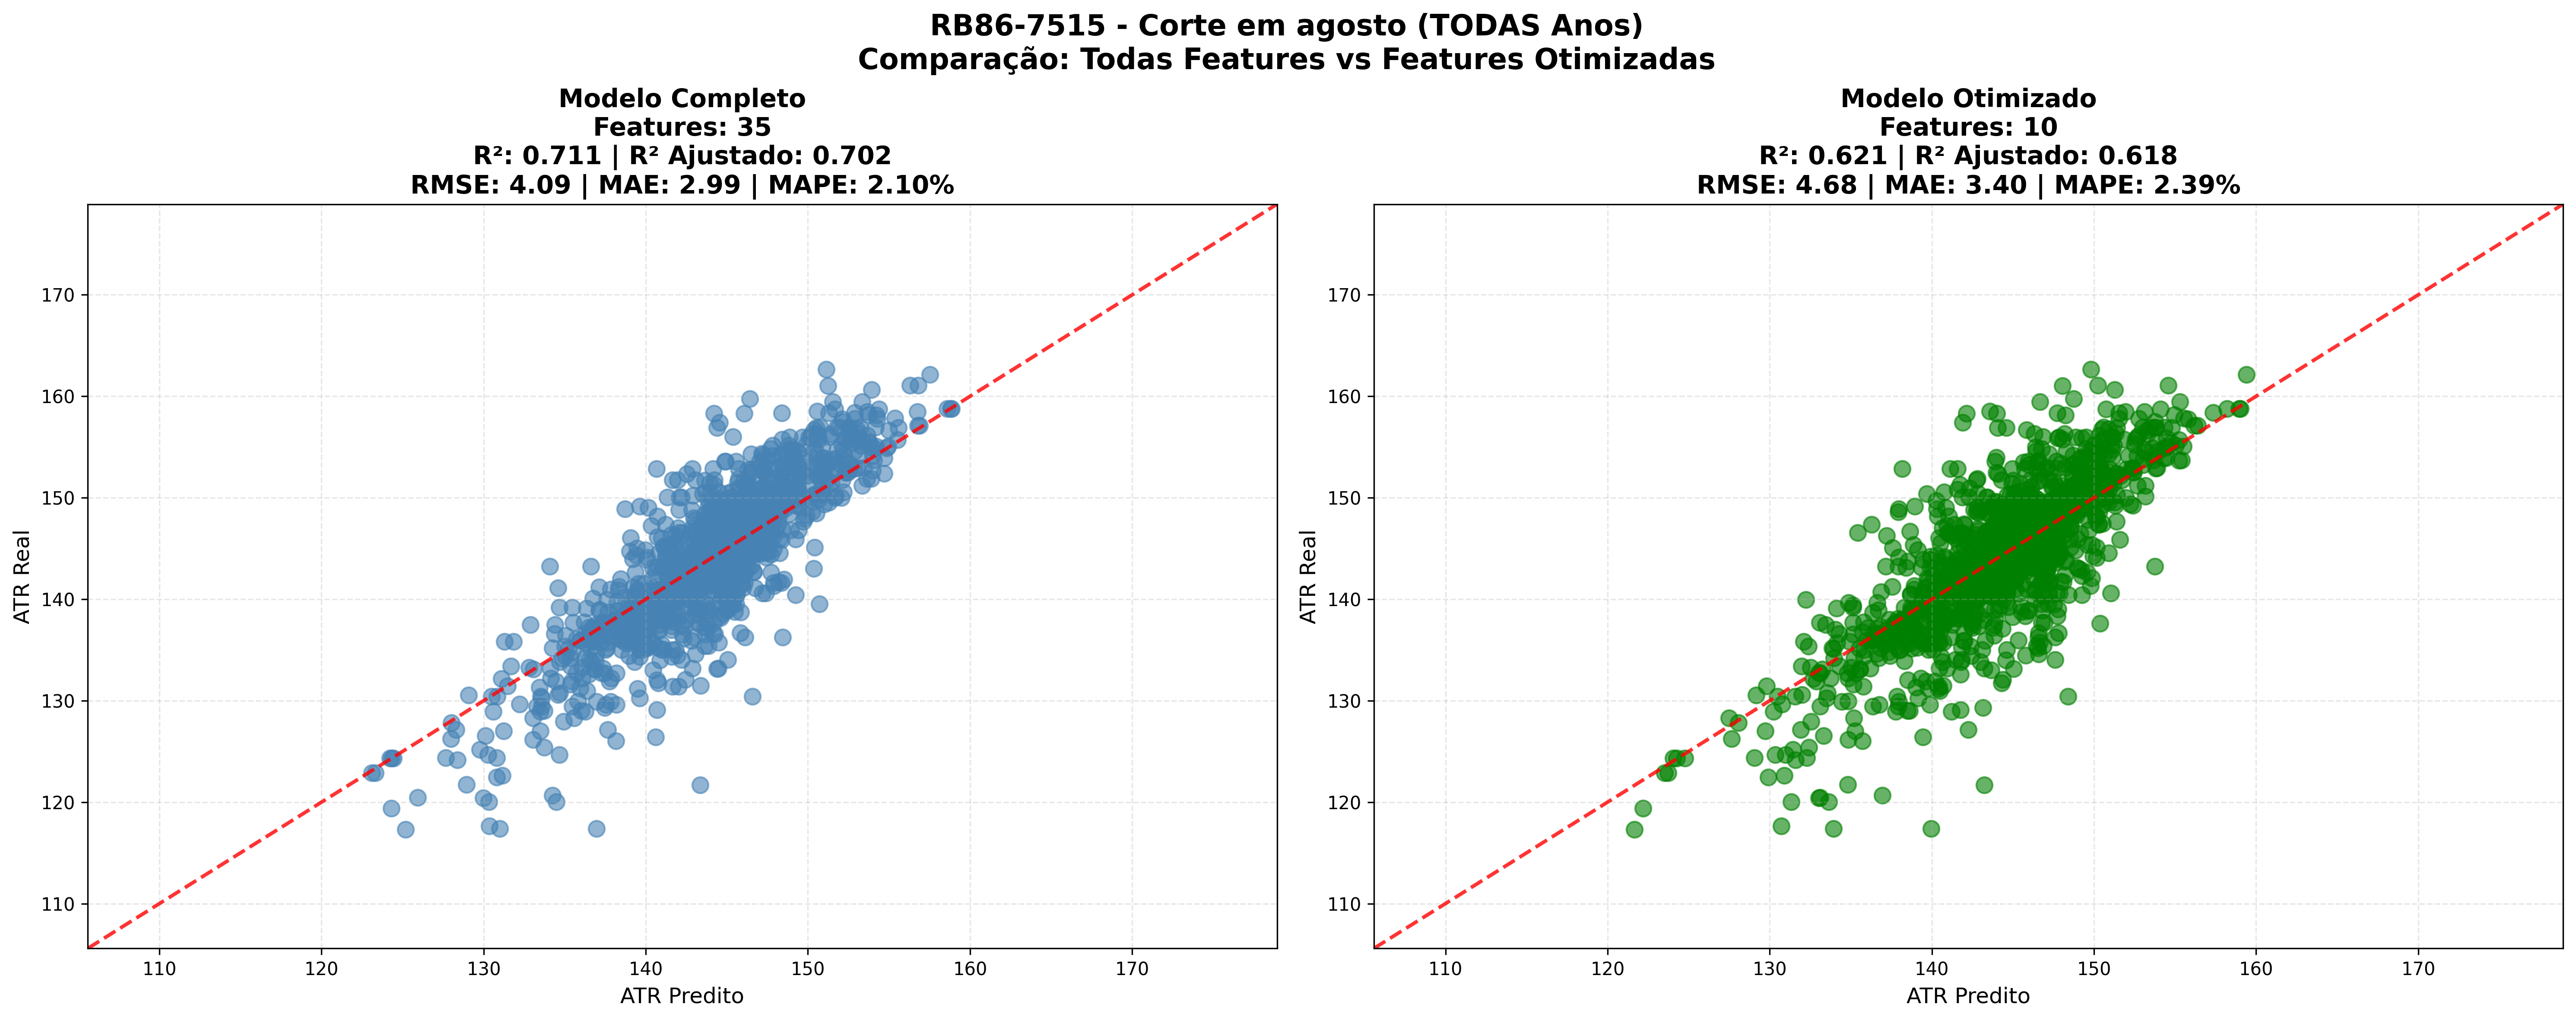 RB86-7515 - Corte em agosto (TODAS Anos)
Comparação: Todas Features vs Features Otimizadas
Modelo Completo
Features: 35
R²: 0.711 | R² Ajustado: 0.702
RMSE: 4.09 | MAE: 2.99 | MAPE: 2.10%
170
160
150
140
130
120
110
ATR Real
110 120 130 140 150 160 170
ATR Predito
Modelo Otimizado
Features: 10
R²: 0.621 | R² Ajustado: 0.618
RMSE: 4.68 | MAE: 3.40 | MAPE: 2.39%
170
160
150
140
130
120
110
ATR Real
110 120 130 140 150 160 170
ATR Predito